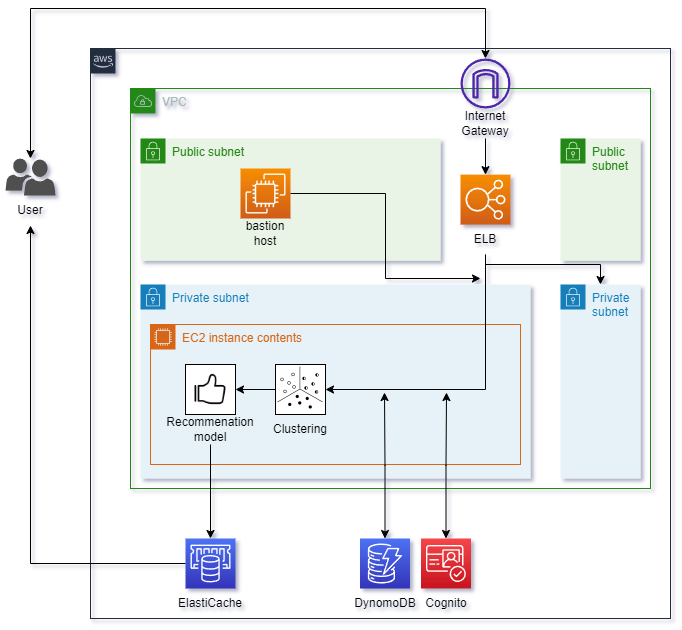 aws
Internet
Gateway
VPC
Public subnet
Public
subnet
User
bastion
host
ELB
Private subnet
Private
subnet
EC2 instance contents
Recommenation
model
Clustering
ElastiCache
DynomoDB
Cognito